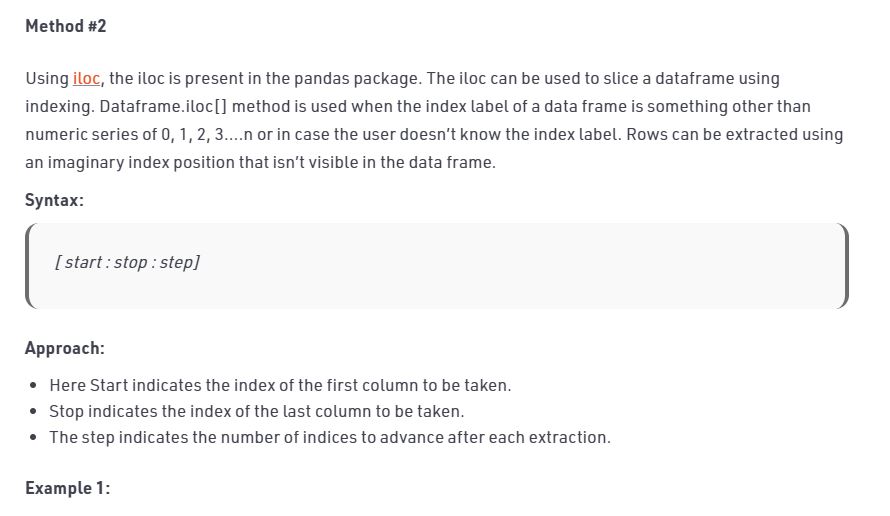 Method #2
Using iloc, the iloc is present in the pandas package. The iloc can be used to slice a dataframe using
indexing. Dataframe.iloc[] method is used when the index label of a data frame is something other than
numeric series of 0, 1, 2, 3….n or in case the user doesn’t know the index label. Rows can be extracted using
an imaginary index position that isn’t visible in the data frame.
Syntax:
[ start : stop : step]
Approach:
• Here Start indicates the index of the first column to be taken.
• Stop indicates the index of the last column to be taken.
• The step indicates the number of indices to advance after each extraction.
Example 1: